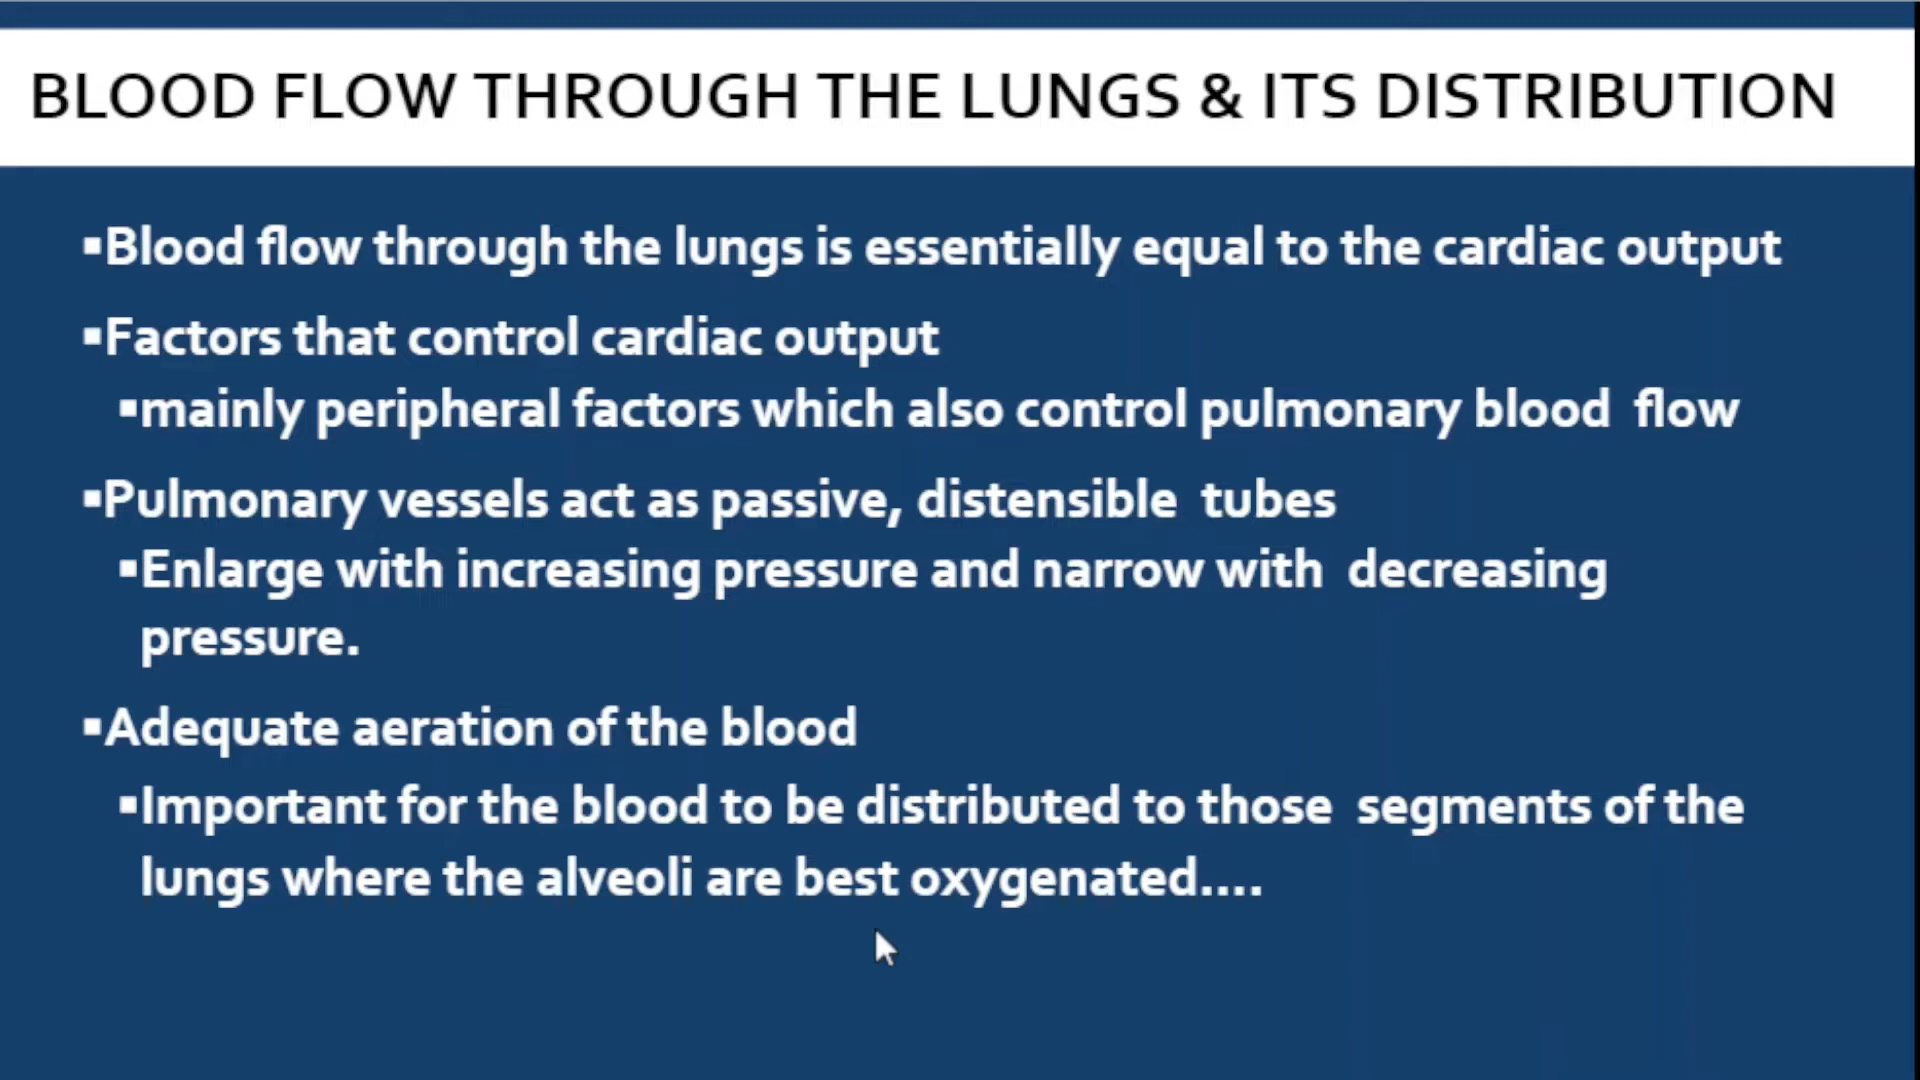 BLOOD FLOW THROUGH THE LUNGS & ITS DISTRIBUTION
▪Blood flow through the lungs is essentially equal to the cardiac output
▪Factors that control cardiac output
▪mainly peripheral factors which also control pulmonary blood flow
▪Pulmonary vessels act as passive, distensible tubes
▪Enlarge with increasing pressure and narrow with decreasing
pressure.
▪Adequate aeration of the blood
▪Important for the blood to be distributed to those segments of the
lungs where the alveoli are best oxygenated....